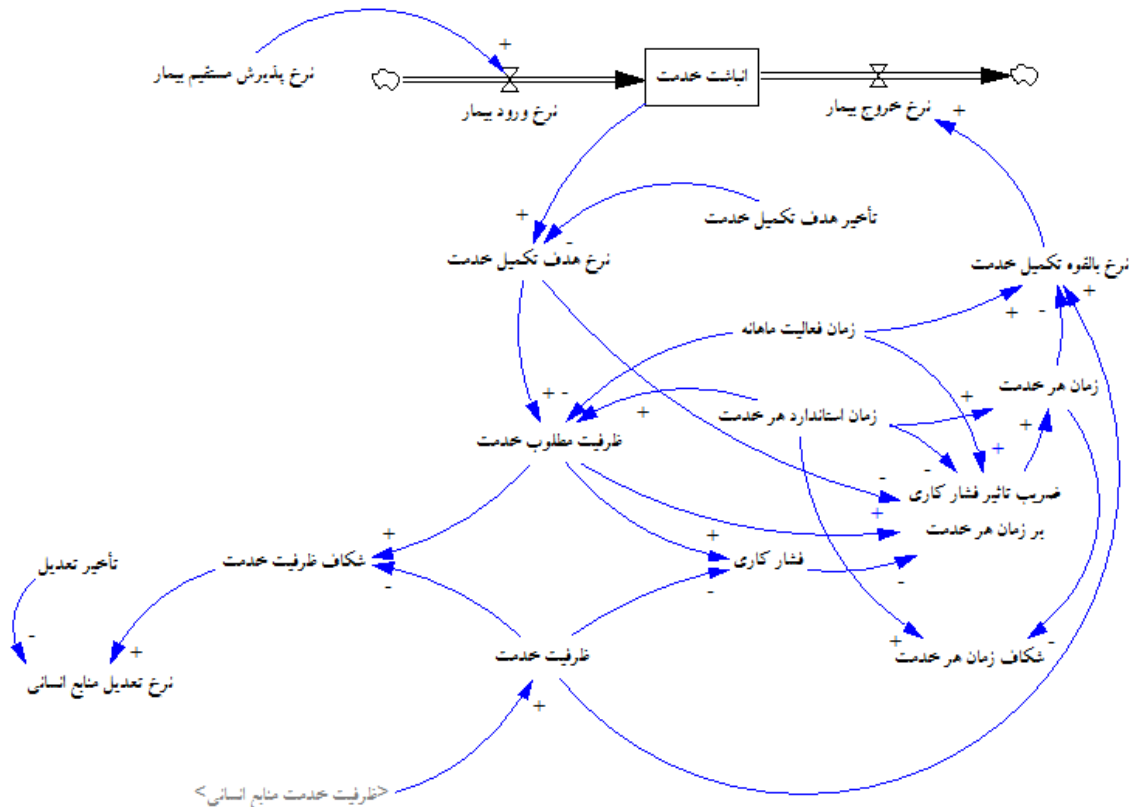 +
نرخ پذیرش مستقیم بیمار
انباشت خدمت
نرخ ورود بیمار
نرخ خروج بیمار
+
تأخیر هدف تکمیل خدمت
+
-
نرخ هدف تکمیل خدمت
نرخ بالقوه تکمیل خدمت
+
-
+
زمان فعالیت ماهانه
زمان هر خدمت
+
-
+
زمان استاندارد هر خدمت
+
+
ظرفیت مطلوب خدمت
+
-
-
ضریب تاثیر فشار کاری
بر زمان هر خدمت
+
+
+
شکاف ظرفیت خدمت
فشار کاری
تأخیر تعدیل
-
-
-
-
+
ظرفیت خدمت
شکاف زمان هر خدمت
+
-
نرخ تعدیل منابع انسانی
+
<ظرفیت خدمت منابع انسانی>